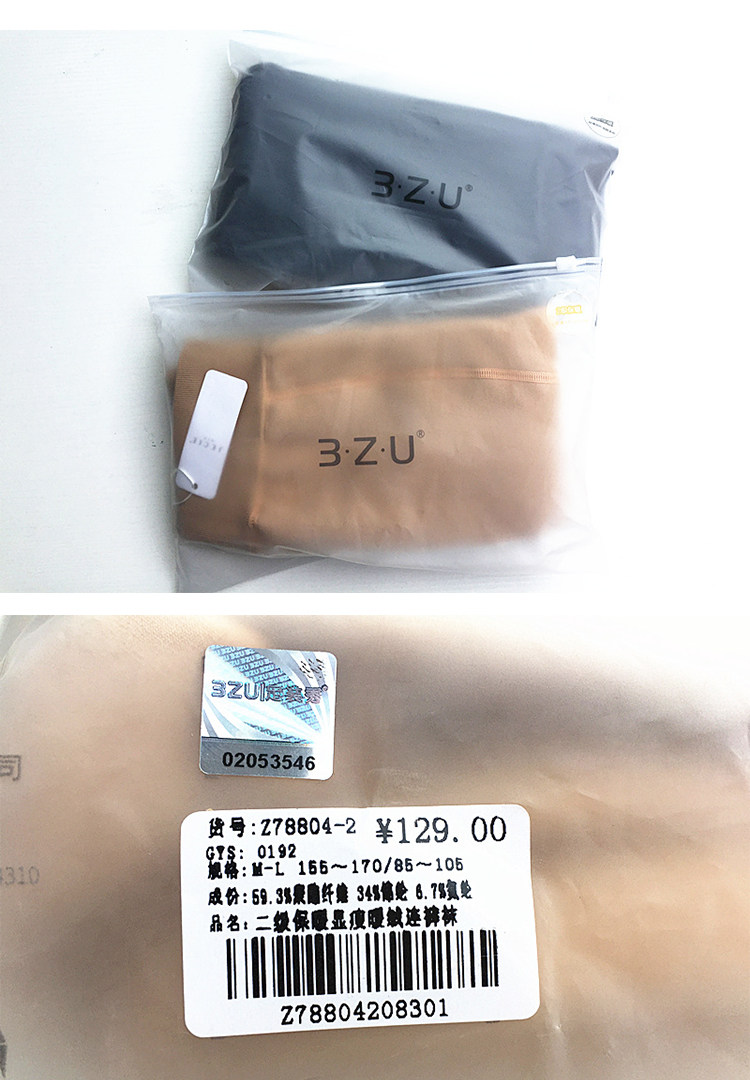 3·Z·U®
3·Z·U®
3ZU
02053546
司
4310
货号:Z78804-2 ¥129.00
GYS: 0192
规格:M-L 155～170/85～105
成份:59.3%聚酯纤维 34%锦纶 6.7%氨纶
品名:二级保暖显瘦暖绒连裤袜
Z78804208301